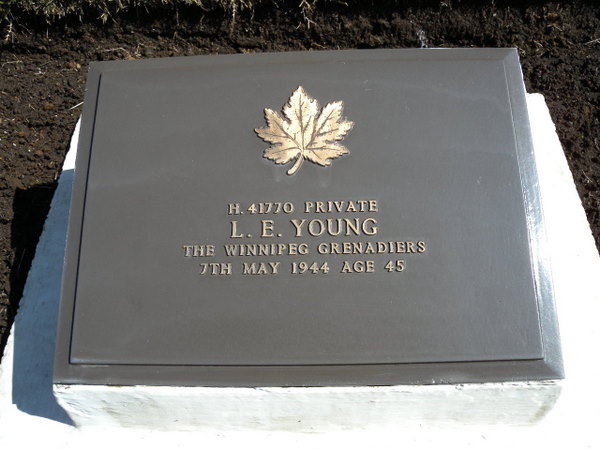 H. 41770 PRIVATE
L. E. YOUNG
THE WINNIPEG GRENADIERS
7TH MAY 1944 AGE 45